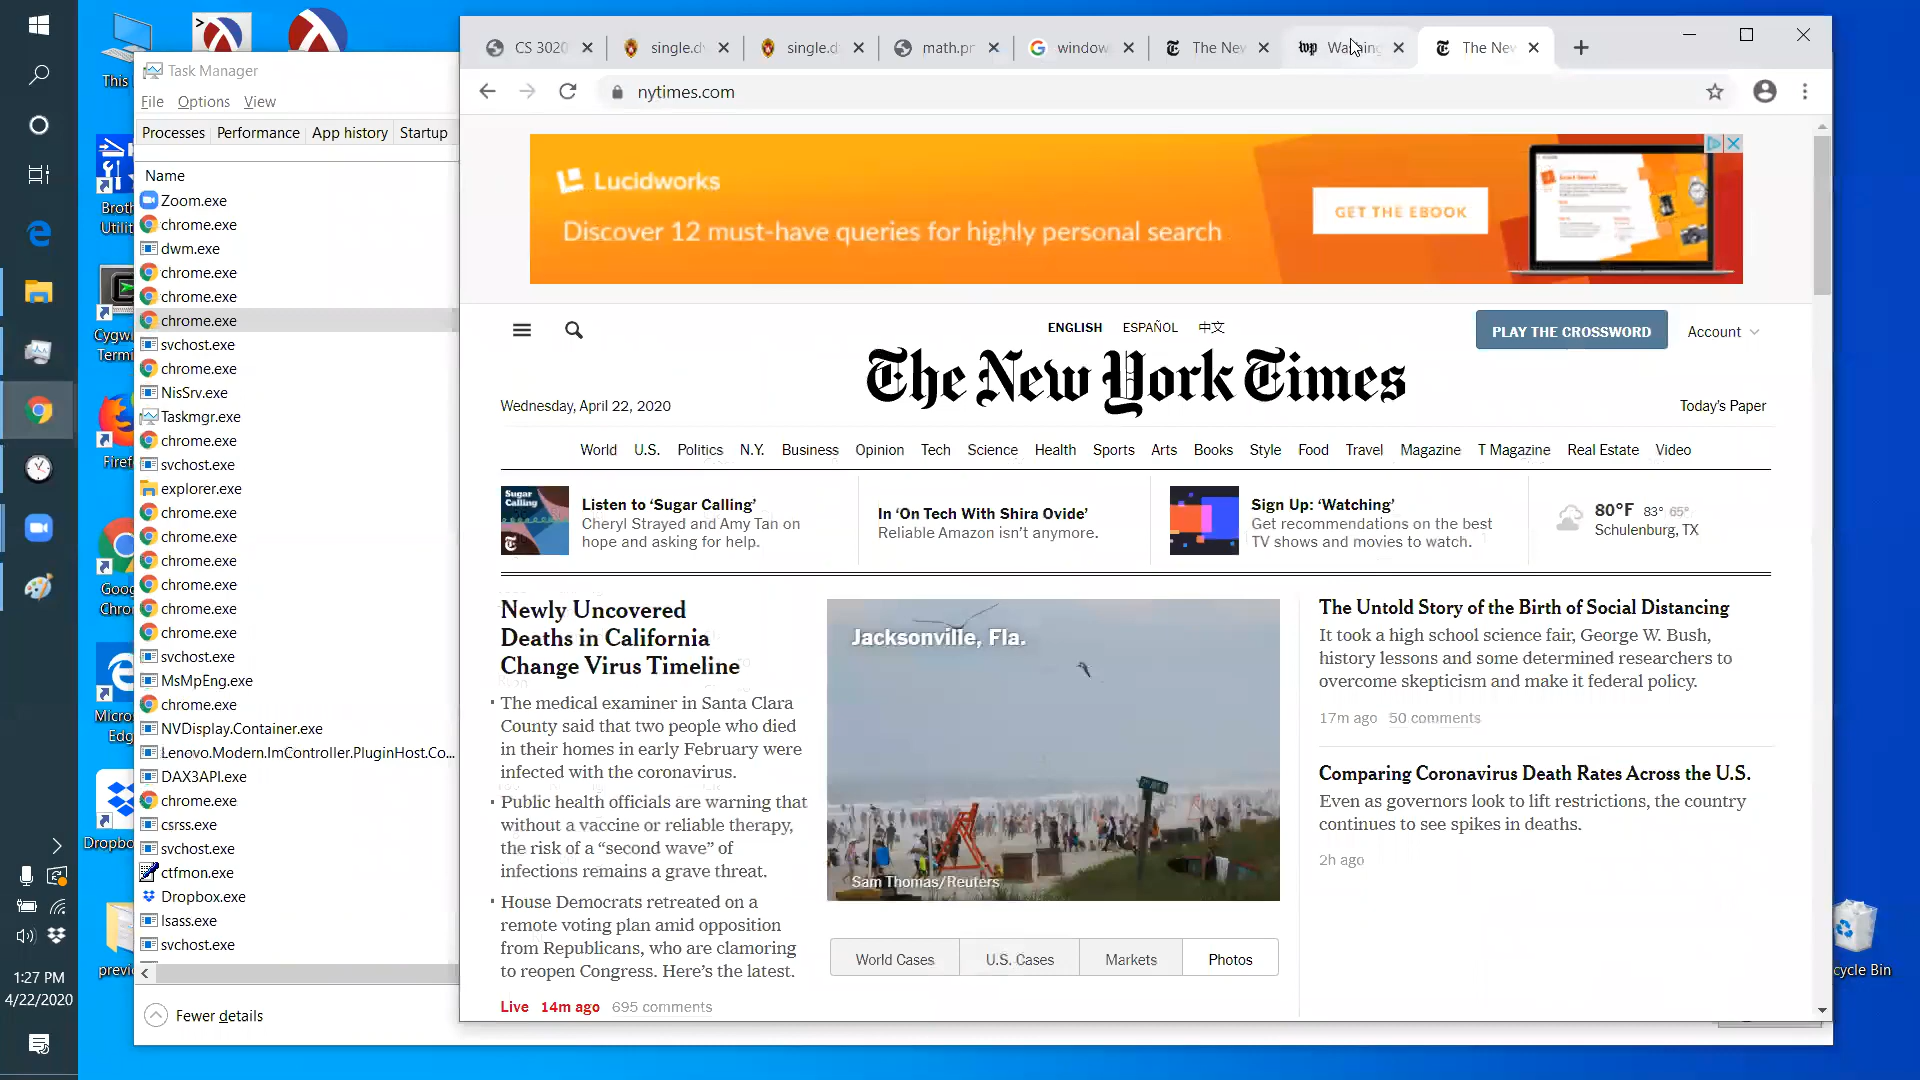 This
Brot
Utilit
Cygw
Termi
Firef
Goog
Chro
Micro
Edg
Dropbo
previ
1:27 PM
4/22/2020
Task Manager
File Options View
Processes Performance App history Startup
Name
Zoom.exe
chrome.exe
dwm.exe
chrome.exe
chrome.exe
chrome.exe
svchost.exe
chrome.exe
NisSrv.exe
Taskmgr.exe
chrome.exe
svchost.exe
explorer.exe
chrome.exe
chrome.exe
chrome.exe
chrome.exe
chrome.exe
chrome.exe
svchost.exe
MsMpEng.exe
chrome.exe
NVDisplay.Container.exe
Lenovo.Modern.ImController.PluginHost.Co...
DAX3API.exe
chrome.exe
csrss.exe
svchost.exe
ctfmon.exe
Dropbox.exe
lsass.exe
svchost.exe
Fewer details
CS 3020 single.d single.d math.pr window The New wp Wa The New
nytimes.com
Lucidworks
Discover 12 must-have queries for highly personal search
GET THE EBOOK
ENGLISH ESPAÑOL 中文
PLAY THE CROSSWORD
Account
The New York Times
Wednesday, April 22, 2020
Today's Paper
World U.S. Politics N.Y. Business Opinion Tech Science Health Sports Arts Books Style Food Travel Magazine T Magazine Real Estate Video
Sugar
Calling
Listen to ‘Sugar Calling’
Cheryl Strayed and Amy Tan on
hope and asking for help.
In ‘On Tech With Shira Ovide’
Reliable Amazon isn’t anymore.
Sign Up: ‘Watching’
Get recommendations on the best
TV shows and movies to watch.
80°F 83° 65°
Schulenburg, TX
Newly Uncovered
Deaths in California
Change Virus Timeline
The medical examiner in Santa Clara
County said that two people who died
in their homes in early February were
infected with the coronavirus.
Public health officials are warning that
without a vaccine or reliable therapy,
the risk of a “second wave” of
infections remains a grave threat.
House Democrats retreated on a
remote voting plan amid opposition
from Republicans, who are clamoring
to reopen Congress. Here’s the latest.
Live 14m ago 695 comments
Jacksonville, Fla.
Sam Thomas/Reuters
World Cases U.S. Cases Markets Photos
The Untold Story of the Birth of Social Distancing
It took a high school science fair, George W. Bush,
history lessons and some determined researchers to
overcome skepticism and make it federal policy.
17m ago 50 comments
Comparing Coronavirus Death Rates Across the U.S.
Even as governors look to lift restrictions, the country
continues to see spikes in deaths.
2h ago
cycle Bin